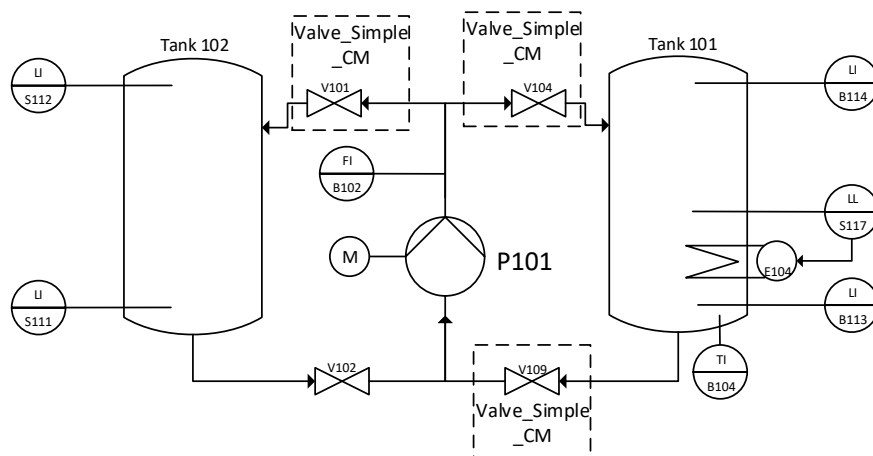 Valve_Simple
_CM
Valve_Simple
_CM
Tank 102
Tank 101
LI
S112
V101
V104
LI
B114
FI
B102
LL
S117
M
P101
E104
LI
S111
LI
B113
V102
V109
TI
B104
Valve_Simple
_CM